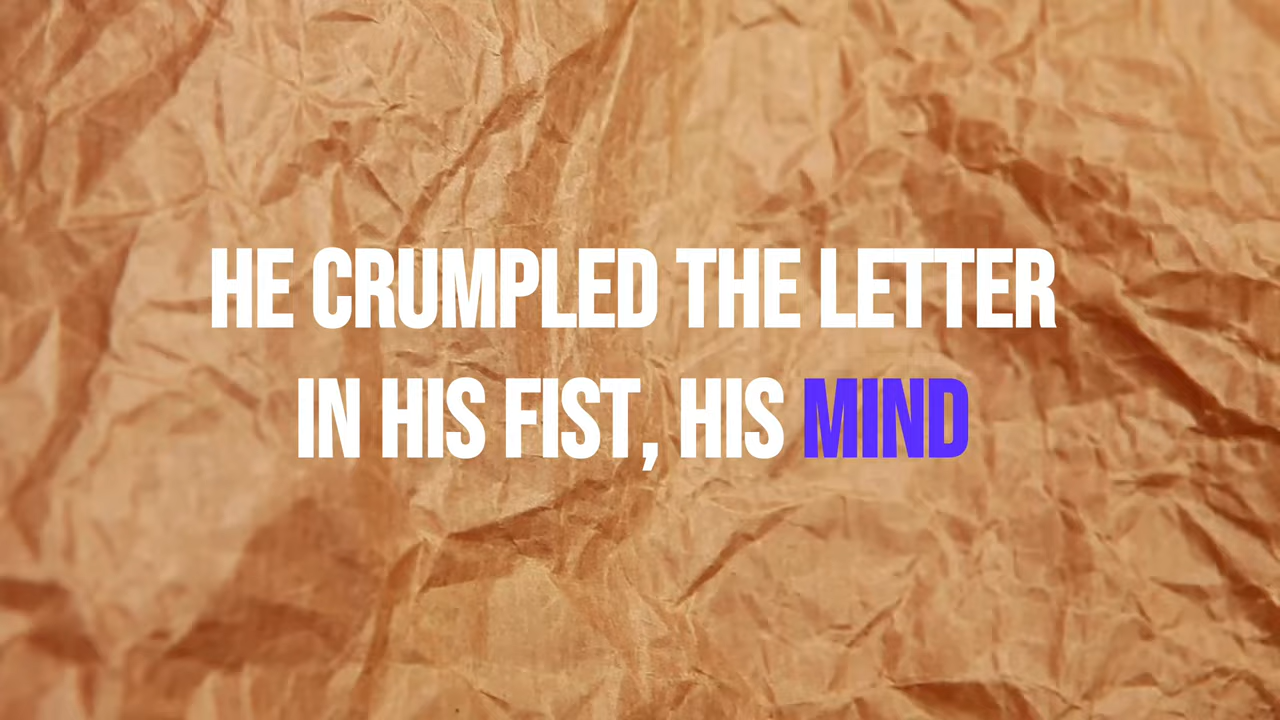 HE CRUMPLED THE LETTER
IN HIS FIST, HIS MIND